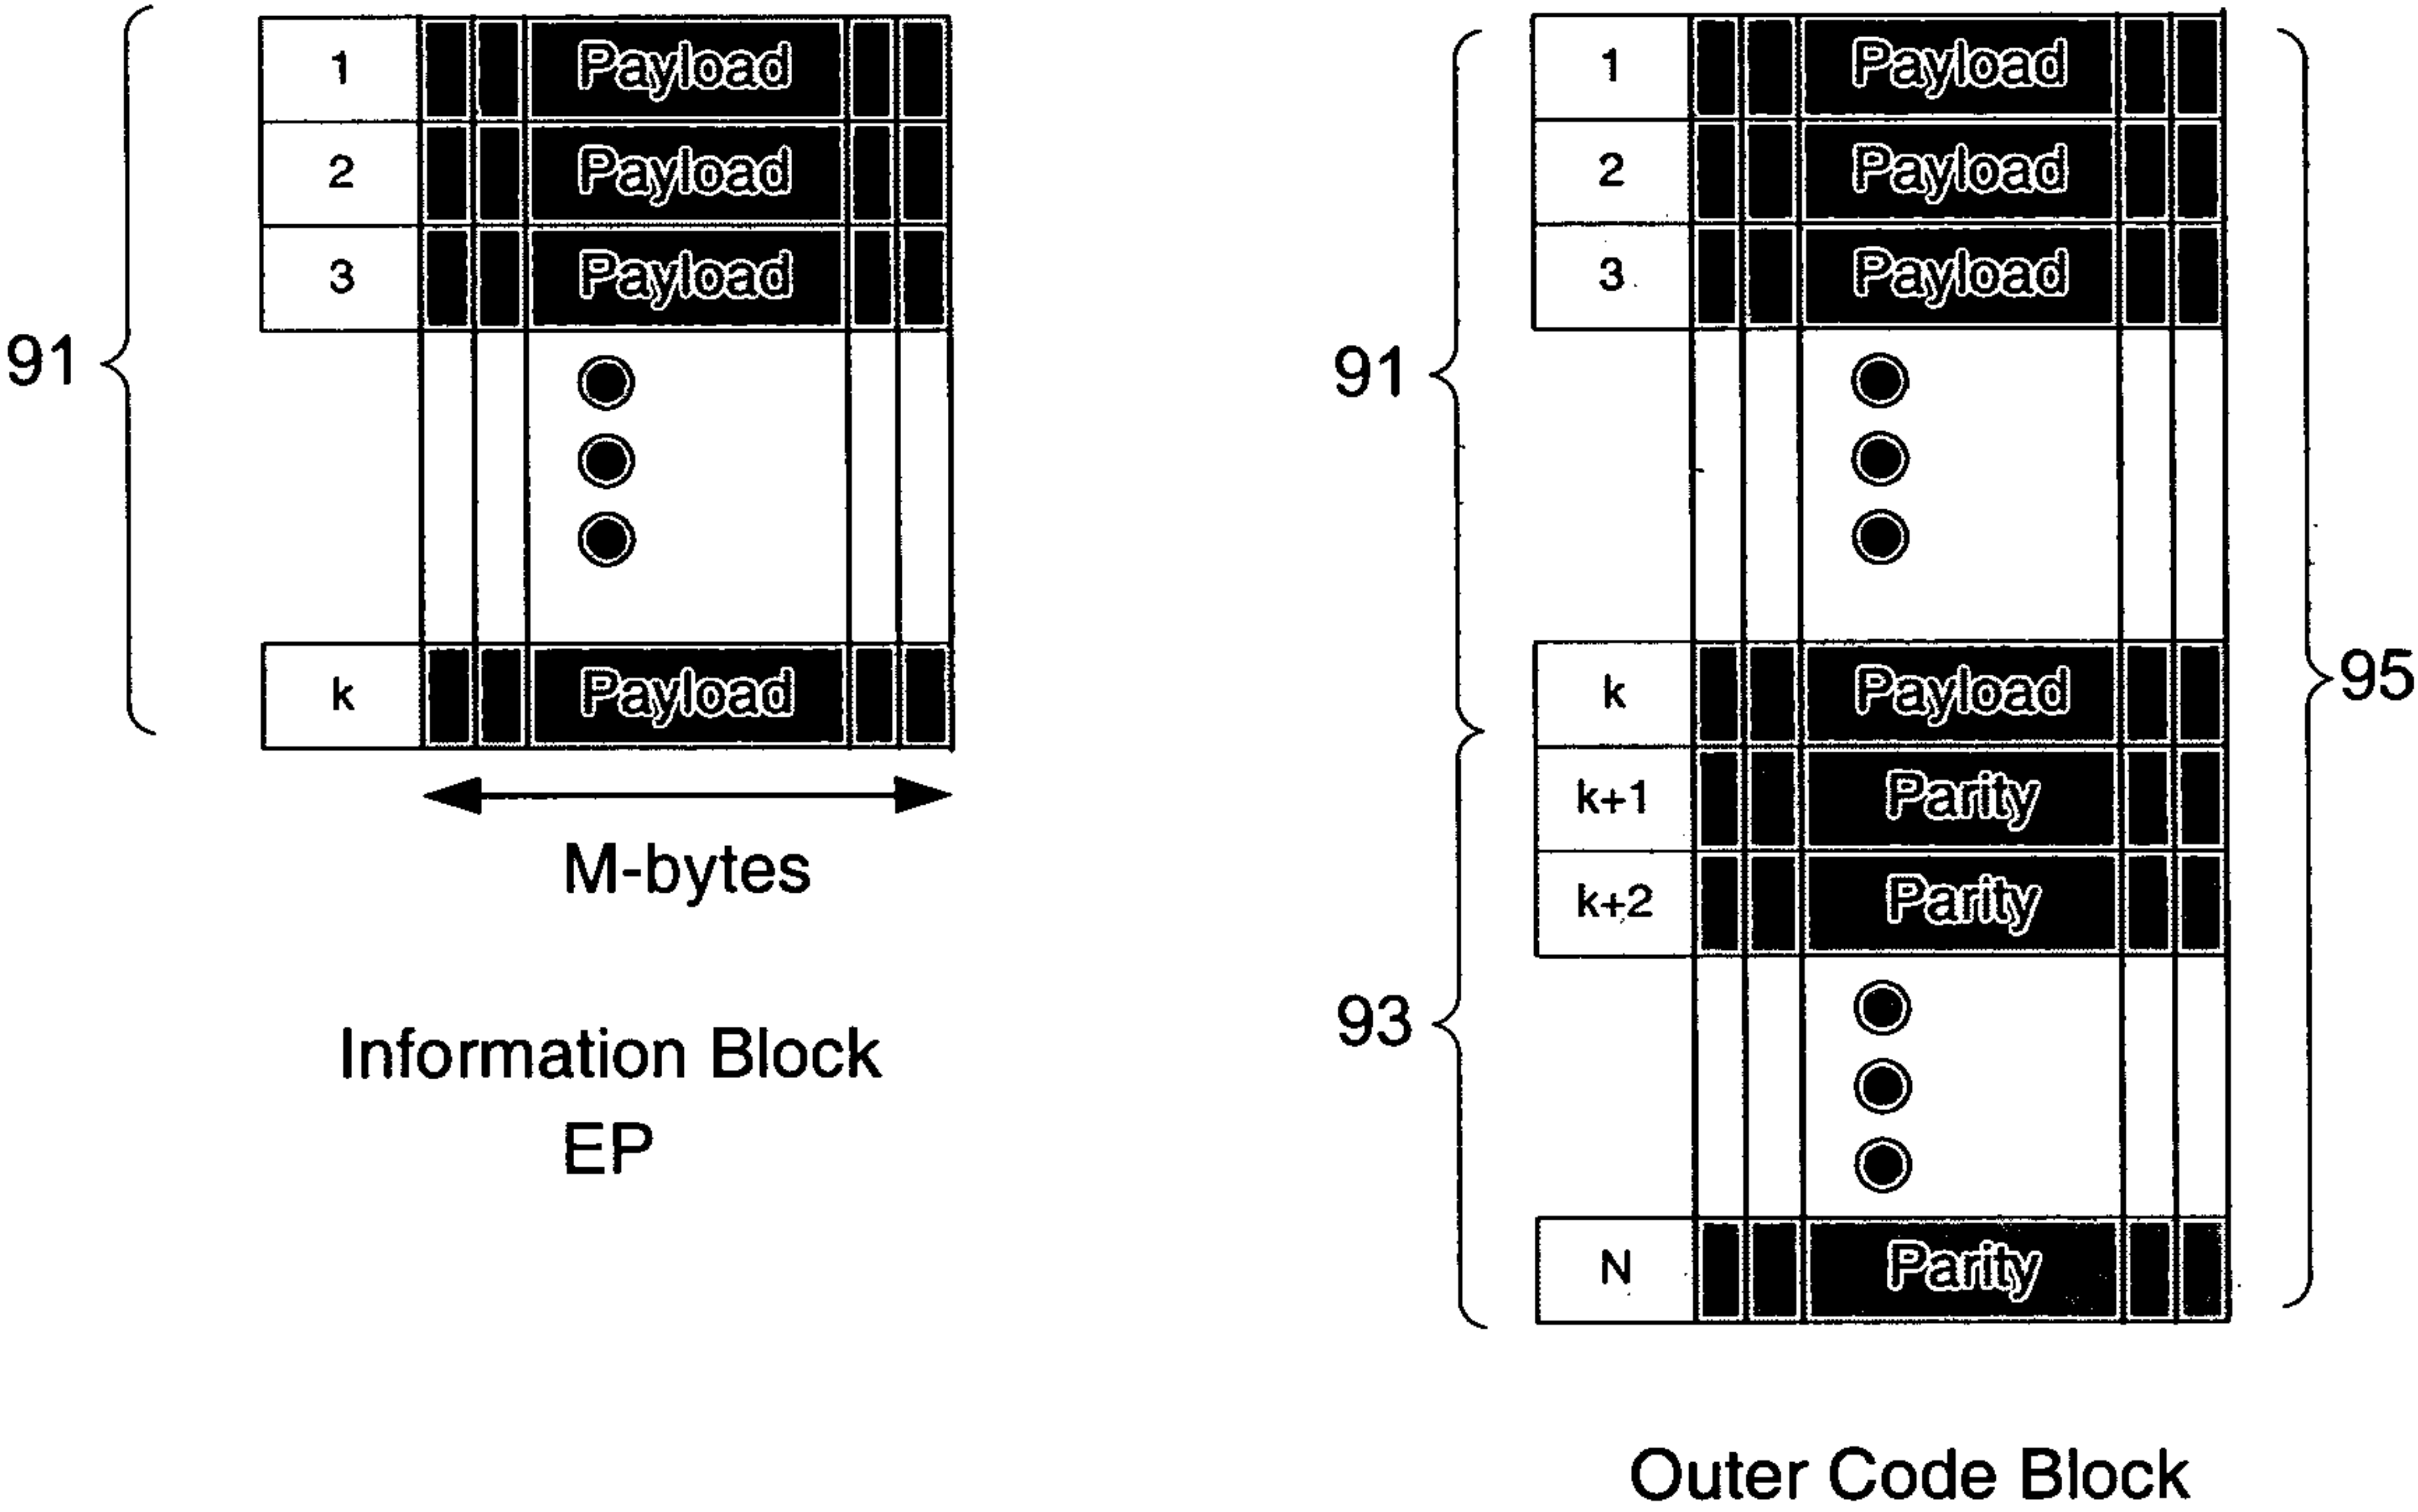 1 Payload
2 Payload
3 Payload
91
k Payload
M-bytes
Information Block
EP
1 Payload
2 Payload
3 Payload
91
k Payload
95
k+1 Parity
k+2 Parity
93
N Parity
Outer Code Block